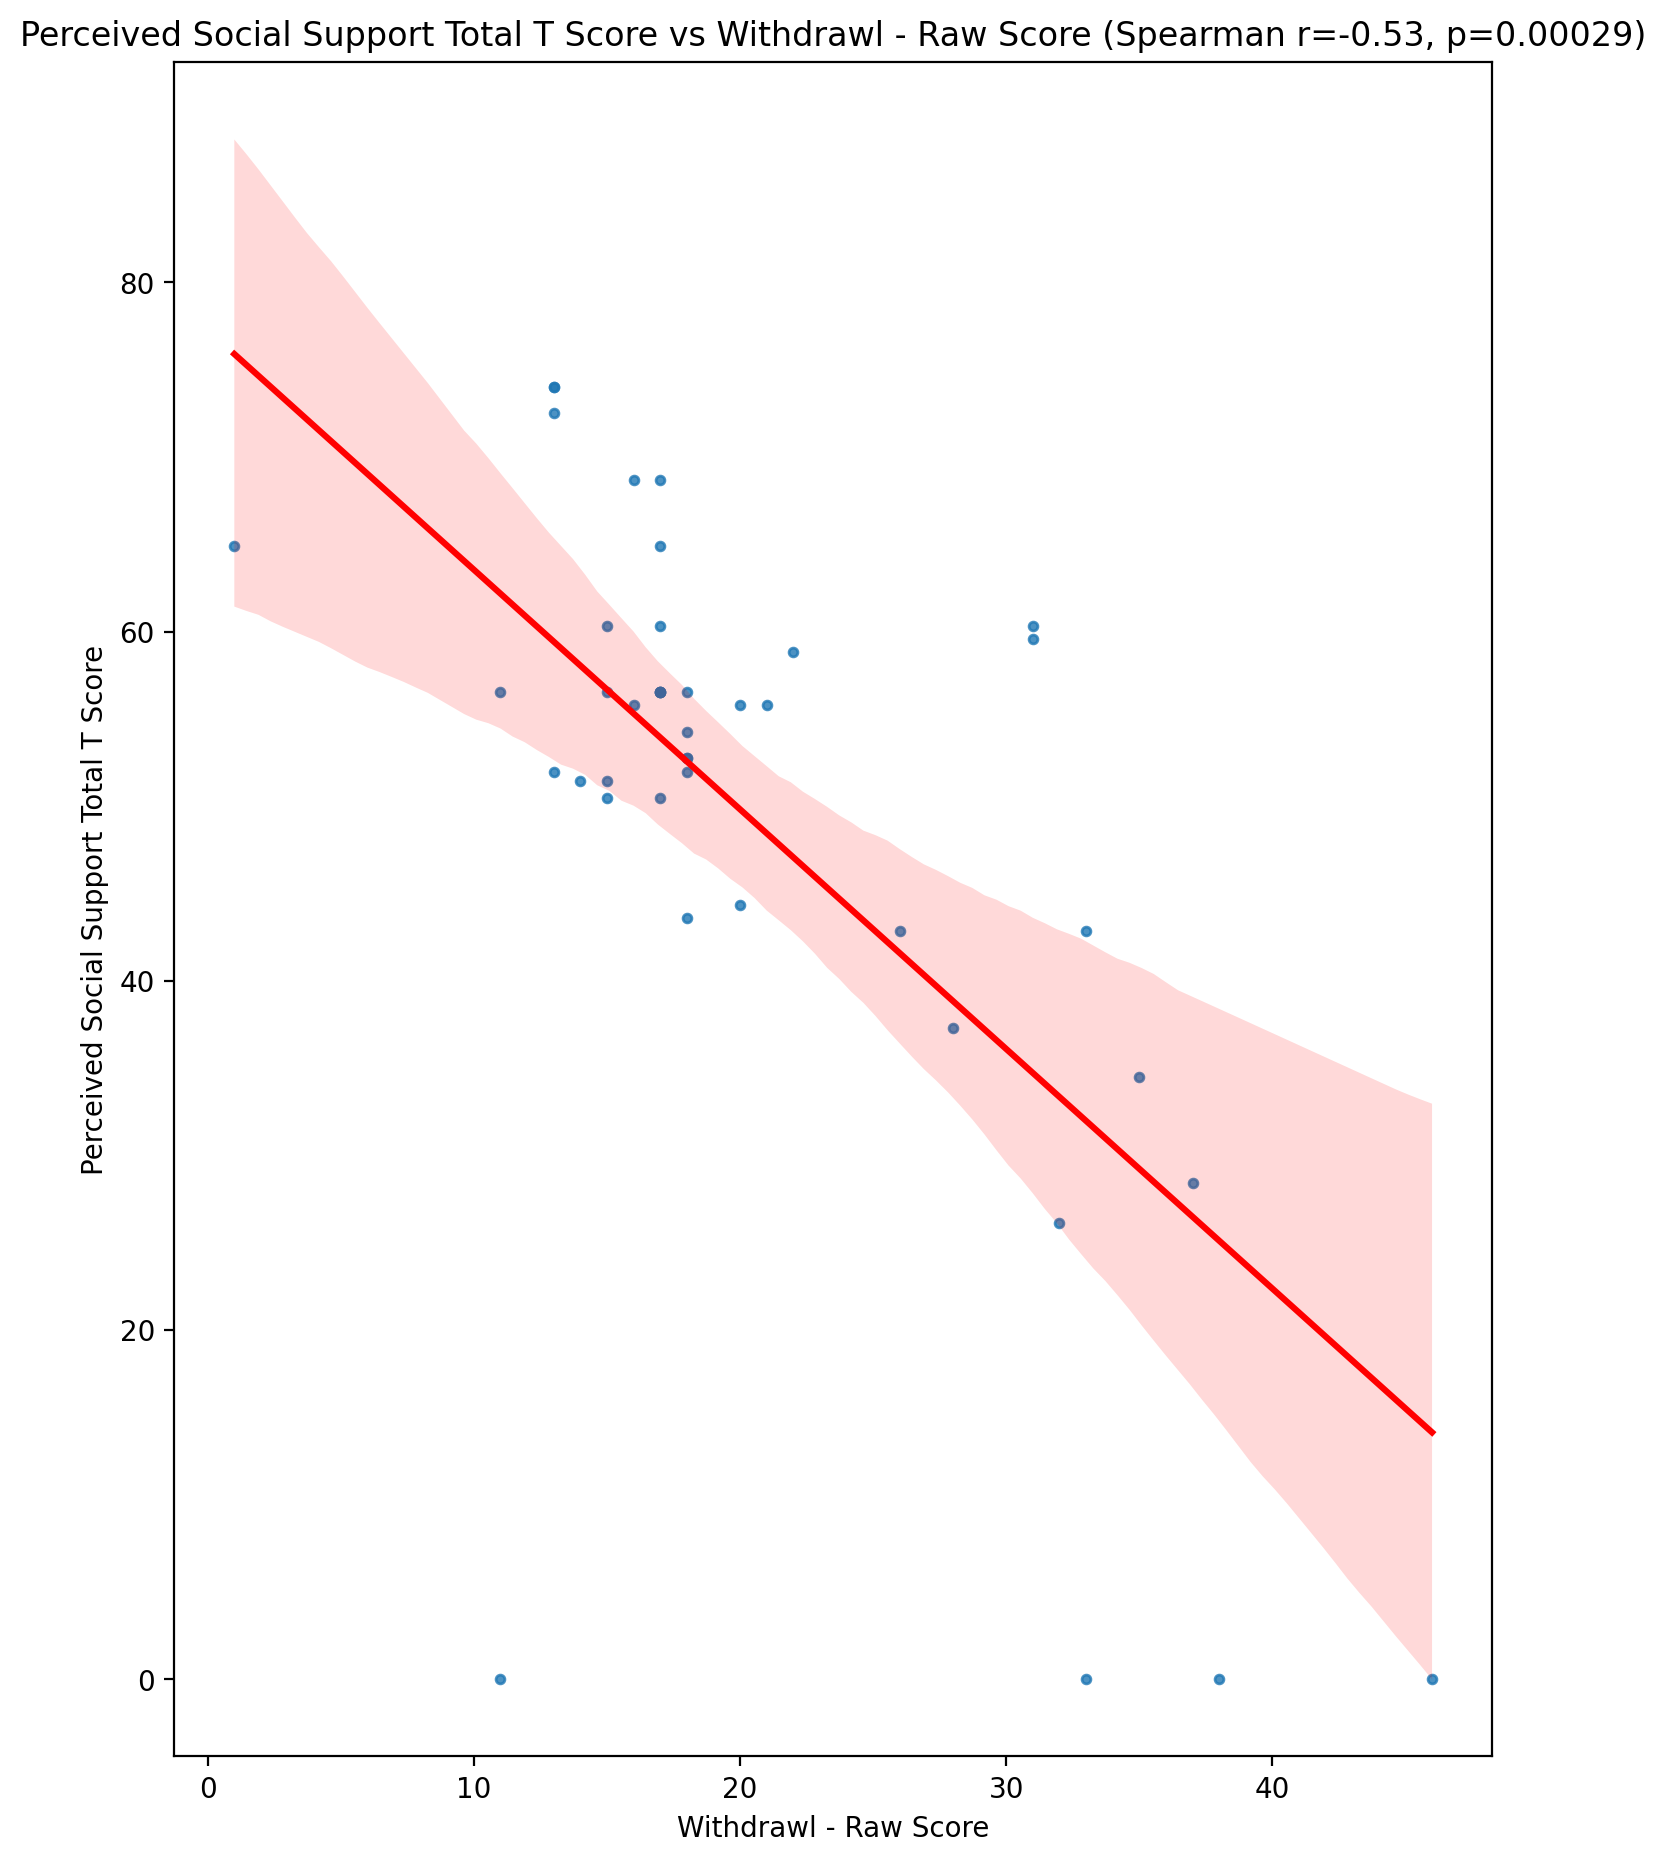 Perceived Social Support Total T Score vs Withdrawl - Raw Score (Spearman r=-0.53, p=0.00029)
Perceived Social Support Total T Score
80
60
40
20
0
0 10 20 30 40
Withdrawl - Raw Score